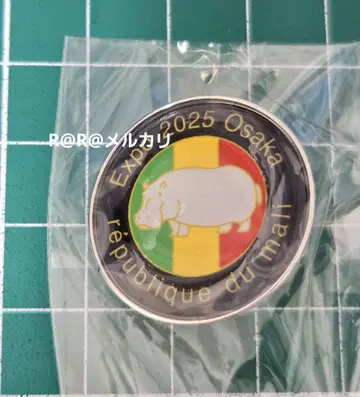 Expo 2025 Osaka
R@R@メルカリ
république du mali